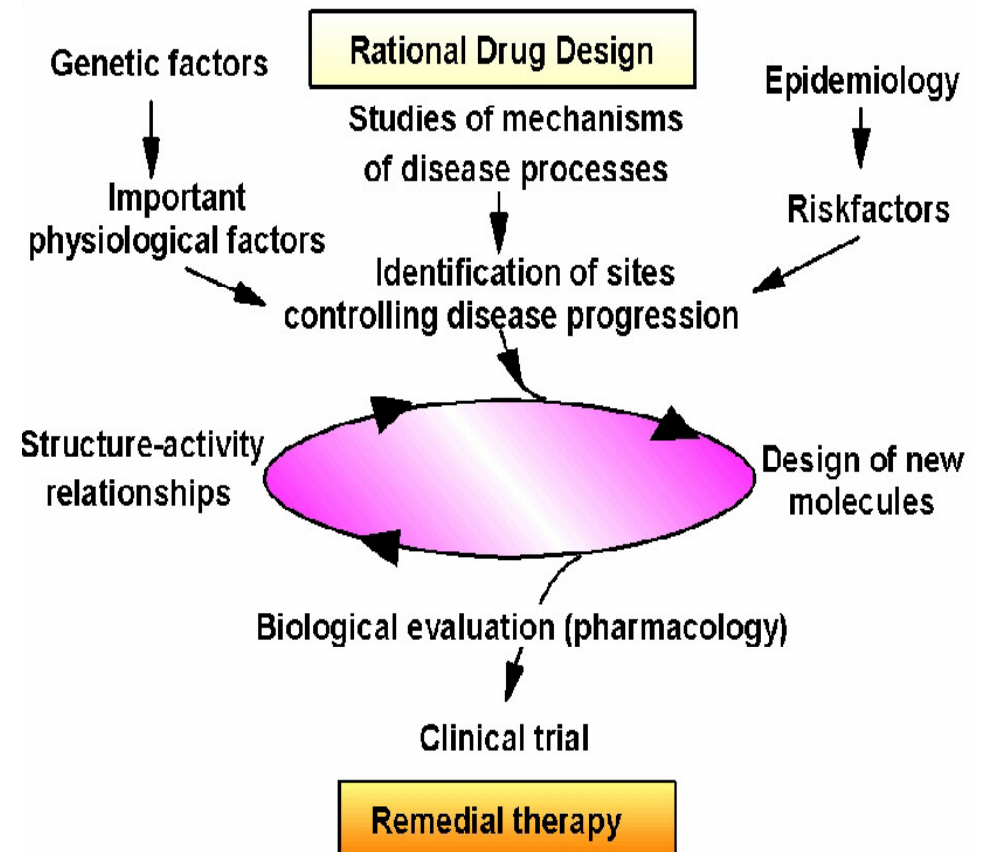 Rational Drug Design
Genetic factors
Epidemiology
Studies of mechanisms
of disease processes
Important
physiological factors
Riskfactors
Identification of sites
controlling disease progression
Structure-activity
relationships
Design of new
molecules
Biological evaluation (pharmacology)
Clinical trial
Remedial therapy